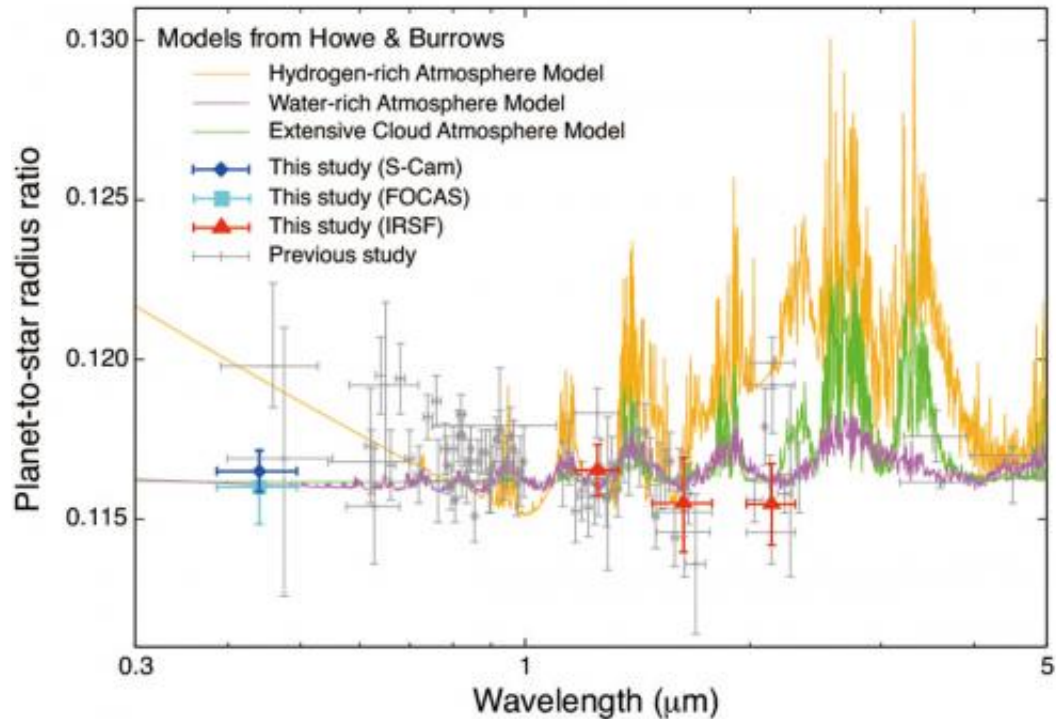 0.130
0.125
0.120
0.115
Planet-to-star radius ratio
Models from Howe & Burrows
Hydrogen-rich Atmosphere Model
Water-rich Atmosphere Model
Extensive Cloud Atmosphere Model
This study (S-Cam)
This study (FOCAS)
This study (IRSF)
Previous study
0.3
1
5
Wavelength (μm)